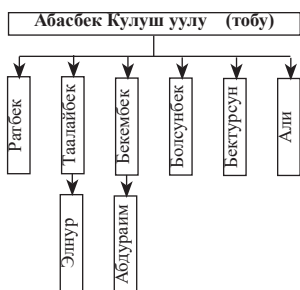 Абасбек Кулуш уулу (тобу)
Ратбек
Таалайбек
Бекембек
Болсунбек
Бектурсун
Али
Элнур
Абдураим